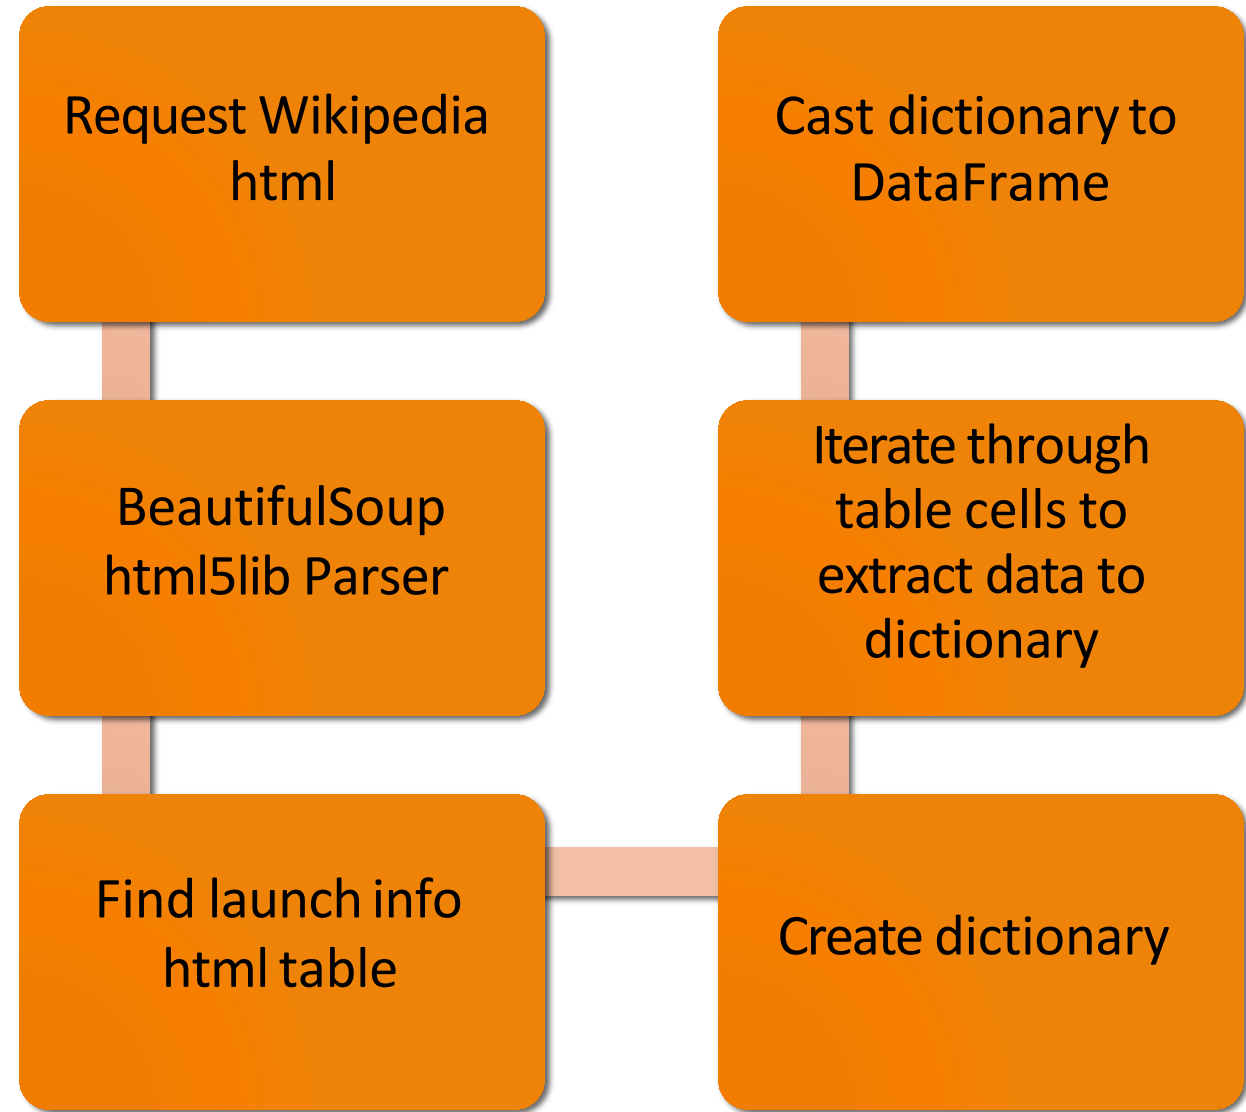 Request Wikipedia
html
BeautifulSoup
html5lib Parser
Find launch info
html table
Create dictionary
Iterate through
table cells to
extract data to
dictionary
Cast dictionary to
DataFrame